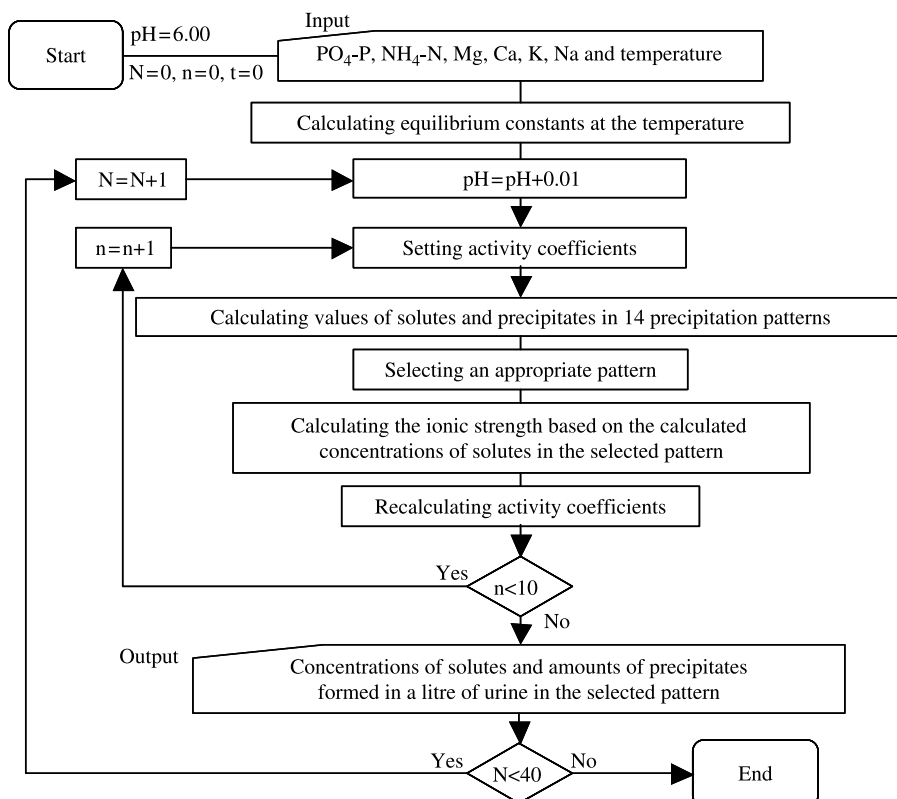 Input
Start
pH=6.00
N=0, n=0, t=0
PO₄-P, NH₄-N, Mg, Ca, K, Na and temperature
Calculating equilibrium constants at the temperature
N=N+1
pH=pH+0.01
n=n+1
Setting activity coefficients
Calculating values of solutes and precipitates in 14 precipitation patterns
Selecting an appropriate pattern
Calculating the ionic strength based on the calculated
concentrations of solutes in the selected pattern
Recalculating activity coefficients
Yes
n<10
No
Output
Concentrations of solutes and amounts of precipitates
formed in a litre of urine in the selected pattern
Yes
N<40
No
End